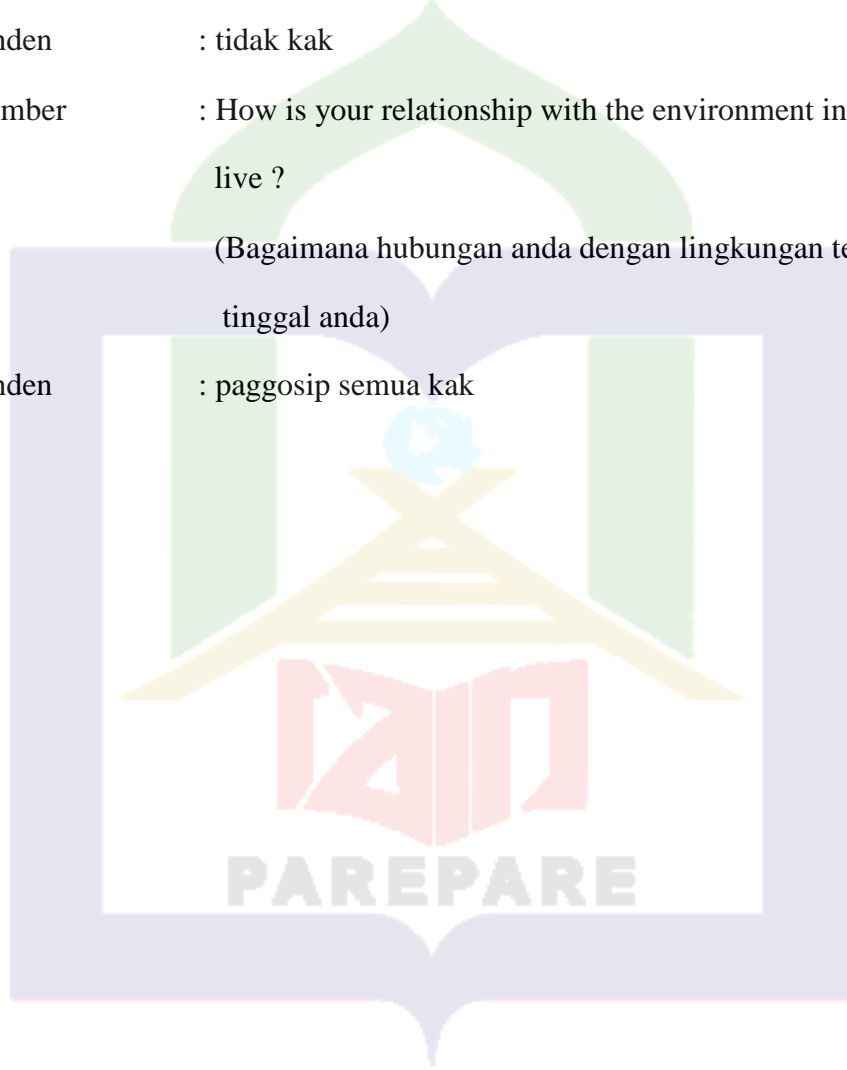 nden : tidak kak
mber : How is your relationship with the environment in
live ?
(Bagaimana hubungan anda dengan lingkungan te
tinggal anda)
nden : paggosip semua kak
iain
PAREPARE